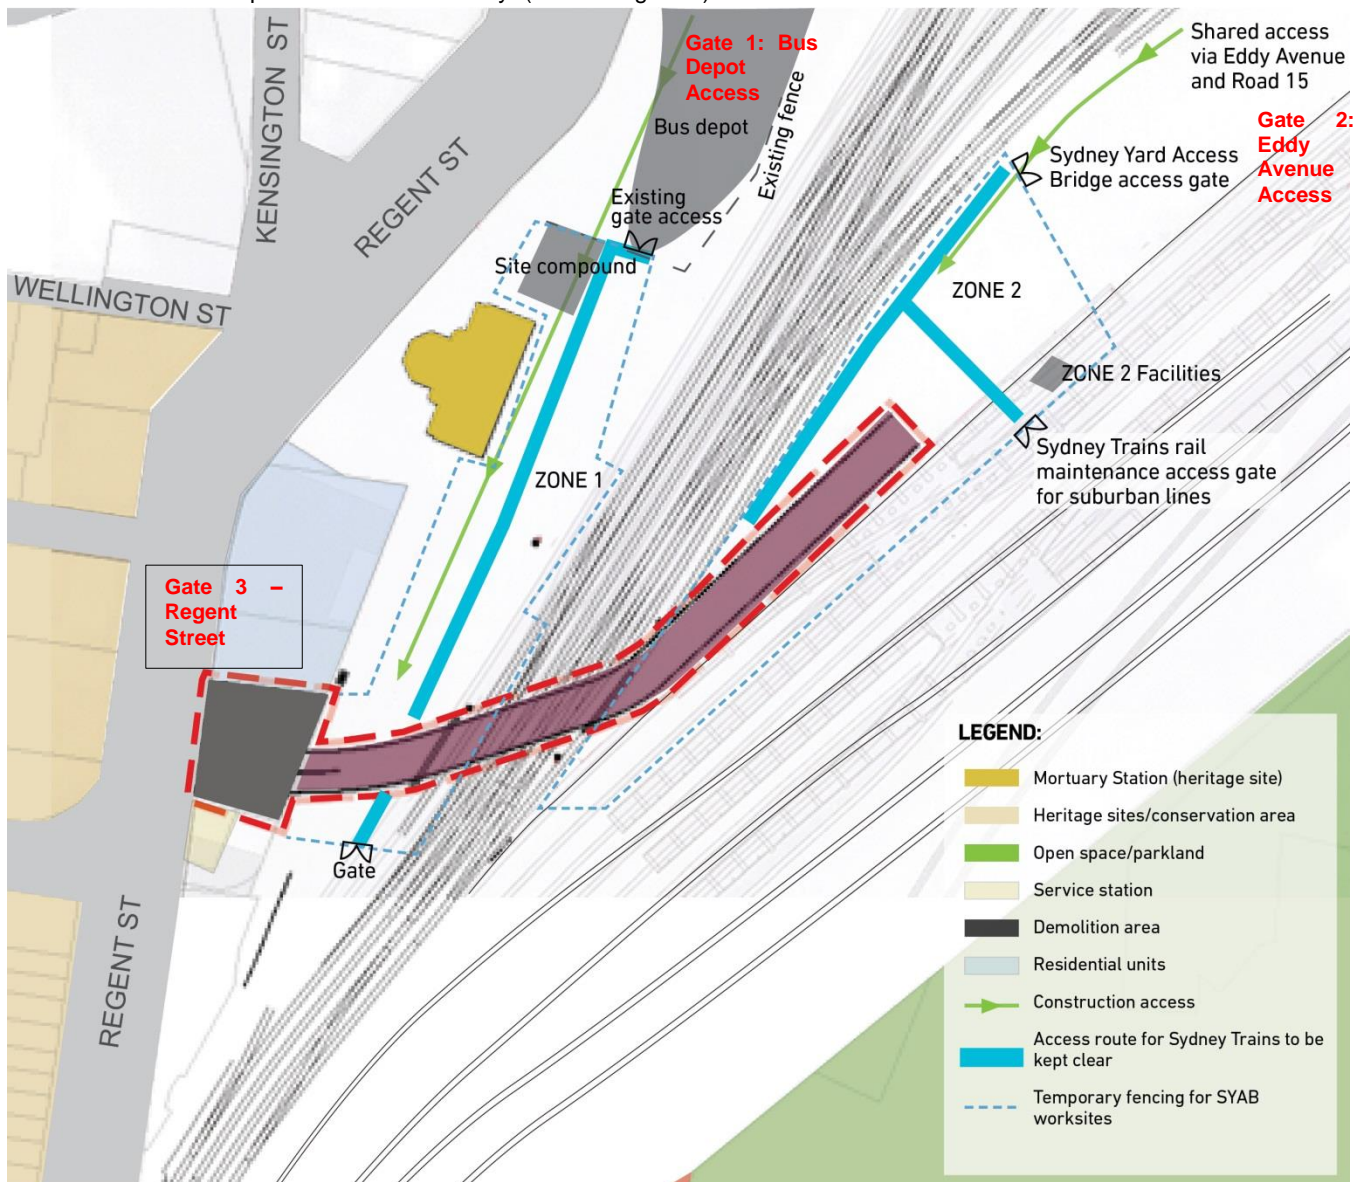 KENSINGTON ST
REGENT ST
WELLINGTON ST
Gate 1: Bus
Depot
Access
Bus depot
Existing fence
Existing
gate access
Site compound
Shared access
via Eddy Avenue
and Road 15
Gate 2:
Eddy
Avenue
Access
Sydney Yard Access
Bridge access gate
ZONE 2
ZONE 2 Facilities
Sydney Trains rail
maintenance access gate
for suburban lines
ZONE 1
Gate 3 –
Regent
Street
Gate
REGENT ST
LEGEND:
Mortuary Station (heritage site)
Heritage sites/conservation area
Open space/parkland
Service station
Demolition area
Residential units
Construction access
Access route for Sydney Trains to be
kept clear
Temporary fencing for SYAB
worksites